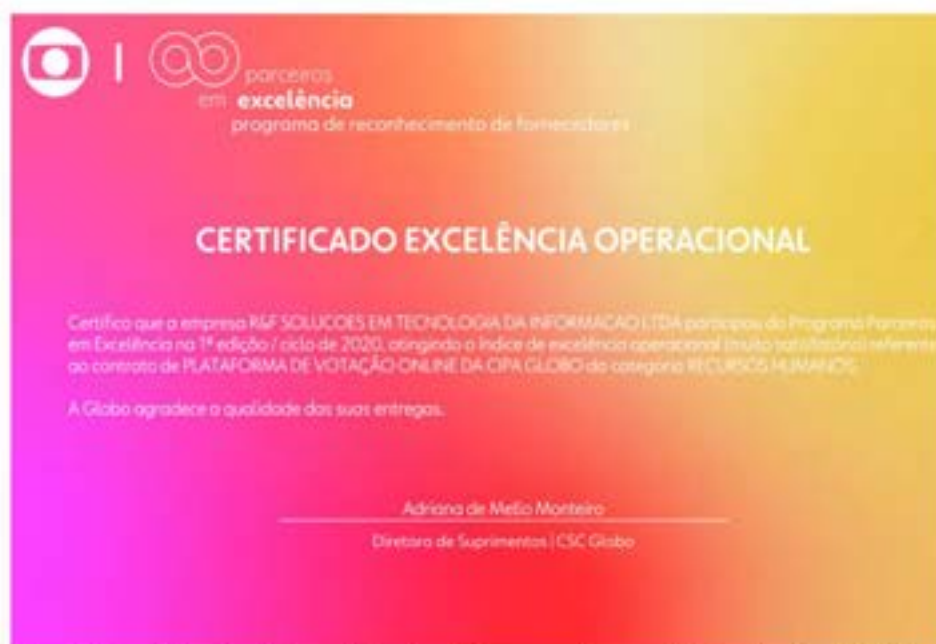 parceiros
em excelência
programa de reconhecimento de fornecedores
CERTIFICADO EXCELÊNCIA OPERACIONAL
Certifico que a empresa R&F SOLUCOES EM TECNOLOGIA DA INFORMACAO LTDA participou do Programa Parceiros
em Excelência na 1ª edição / ciclo de 2020, atingindo o índice de excelência operacional (muito satisfatório) referente
ao contrato de PLATAFORMA DE VOTAÇÃO ONLINE DA CIPA GLOBO da categoria RECURSOS HUMANOS.
A Globo agradece a qualidade das suas entregas.
Adriana de Mello Monteiro
Diretora de Suprimentos | CSC Globo